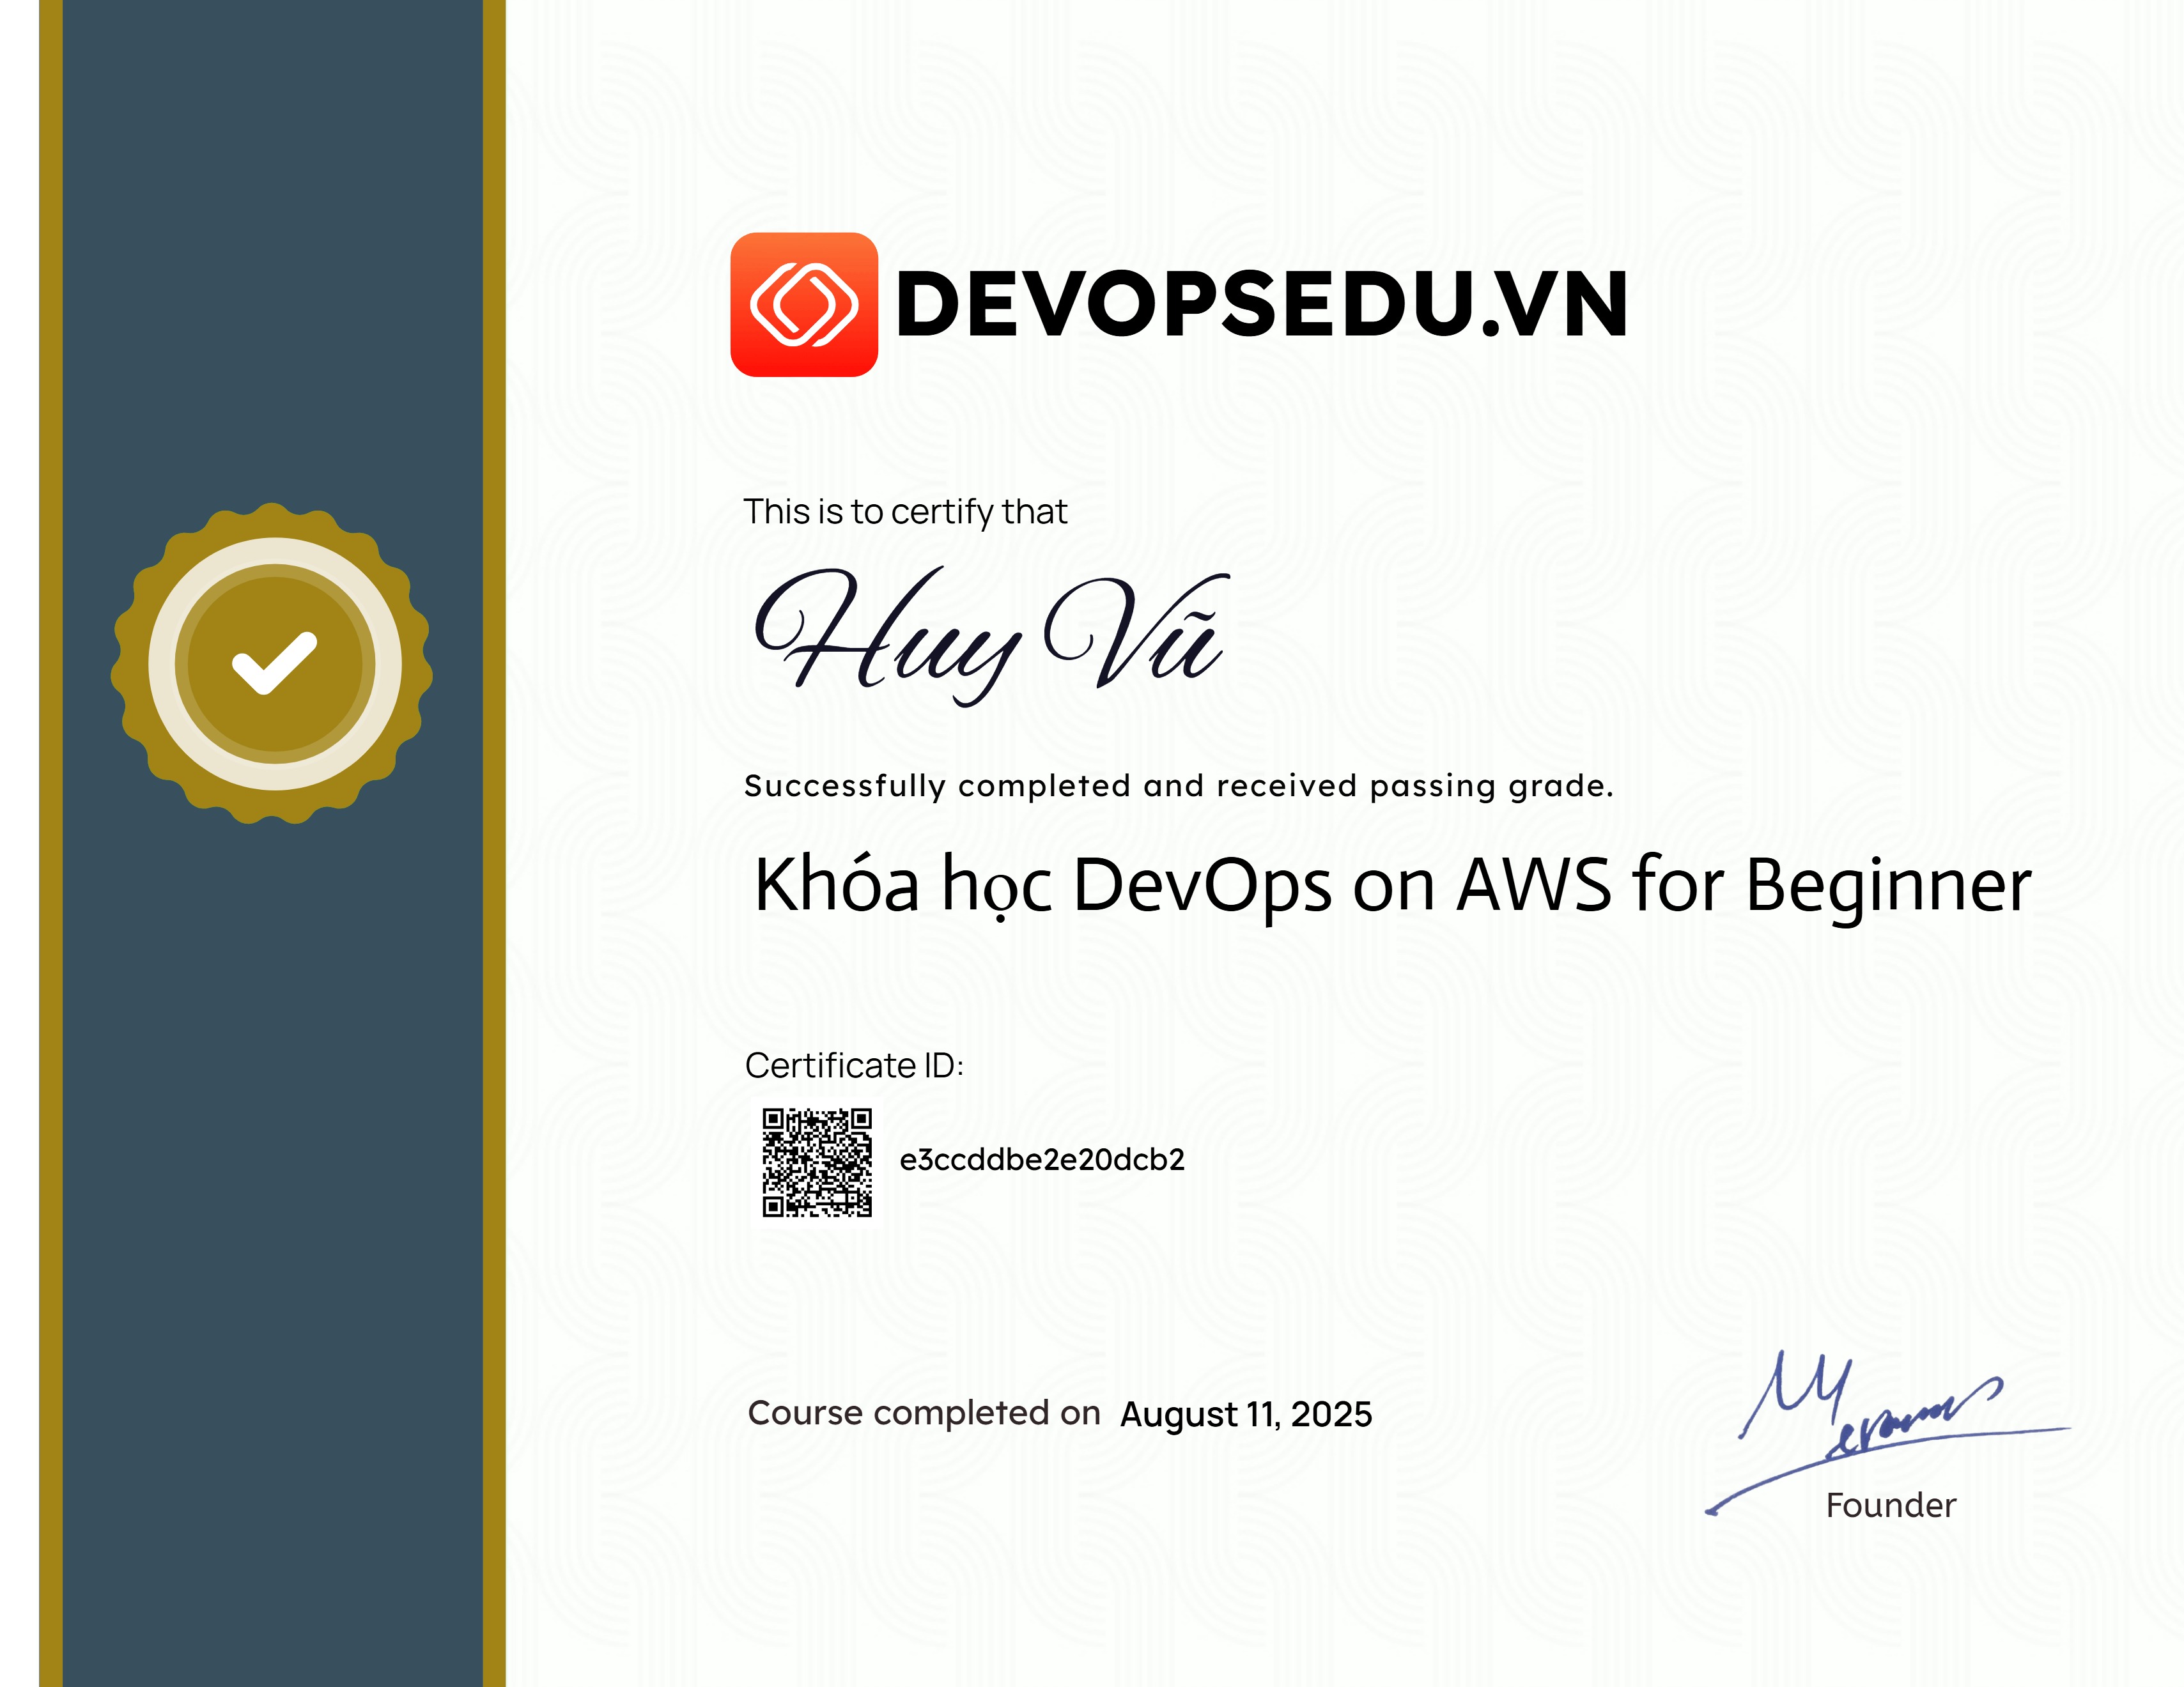 DEVOPSEDU.VN
This is to certify that
Huy Vũ
Successfully completed and received passing grade.
Khóa học DevOps on AWS for Beginner
Certificate ID:
e3ccddbe2e20dcb2
Course completed on August 11, 2025
Founder